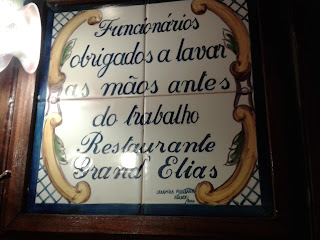 Funcionários
obrigados a lavar
as mãos antes
do trabalho
Restaurante
Grand Elias